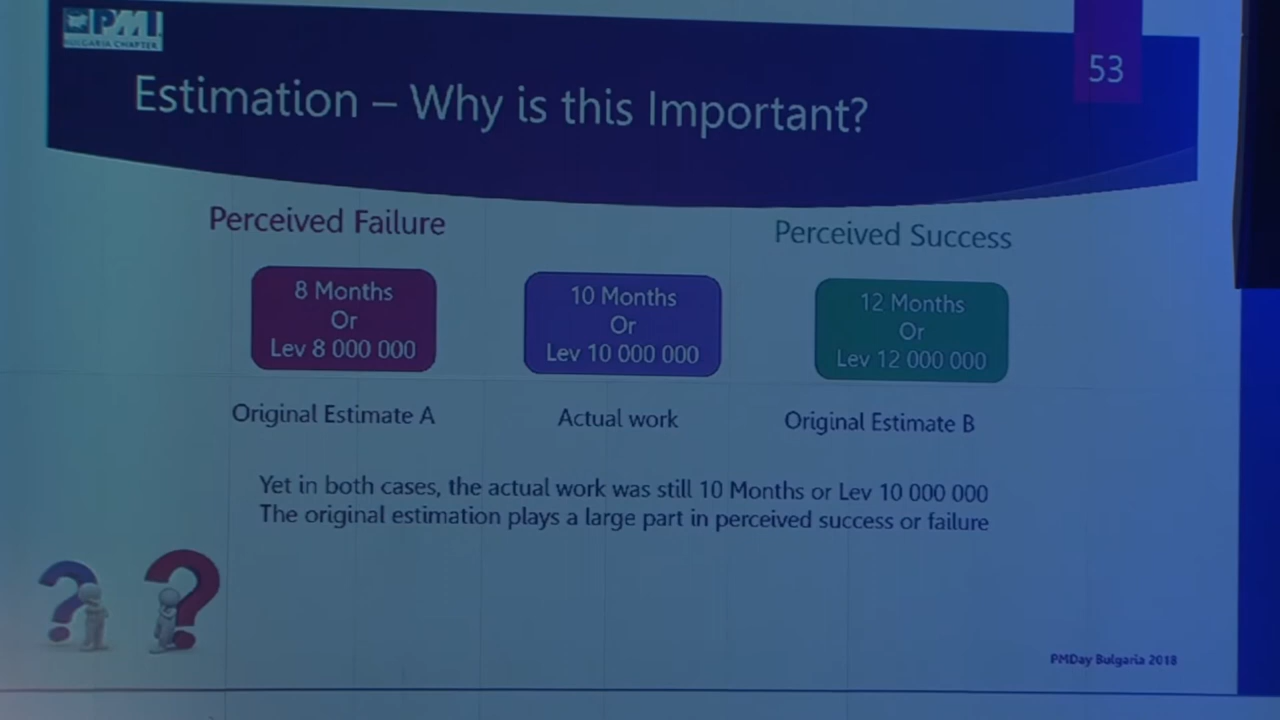 PMI
BULGARIA CHAPTER
53
Estimation – Why is this Important?
Perceived Failure
Perceived Success
8 Months
Or
Lev 8 000 000
10 Months
Or
Lev 10 000 000
12 Months
Or
Lev 12 000 000
Original Estimate A
Actual work
Original Estimate B
Yet in both cases, the actual work was still 10 Months or Lev 10 000 000
The original estimation plays a large part in perceived success or failure
PMDay Bulgaria 2018